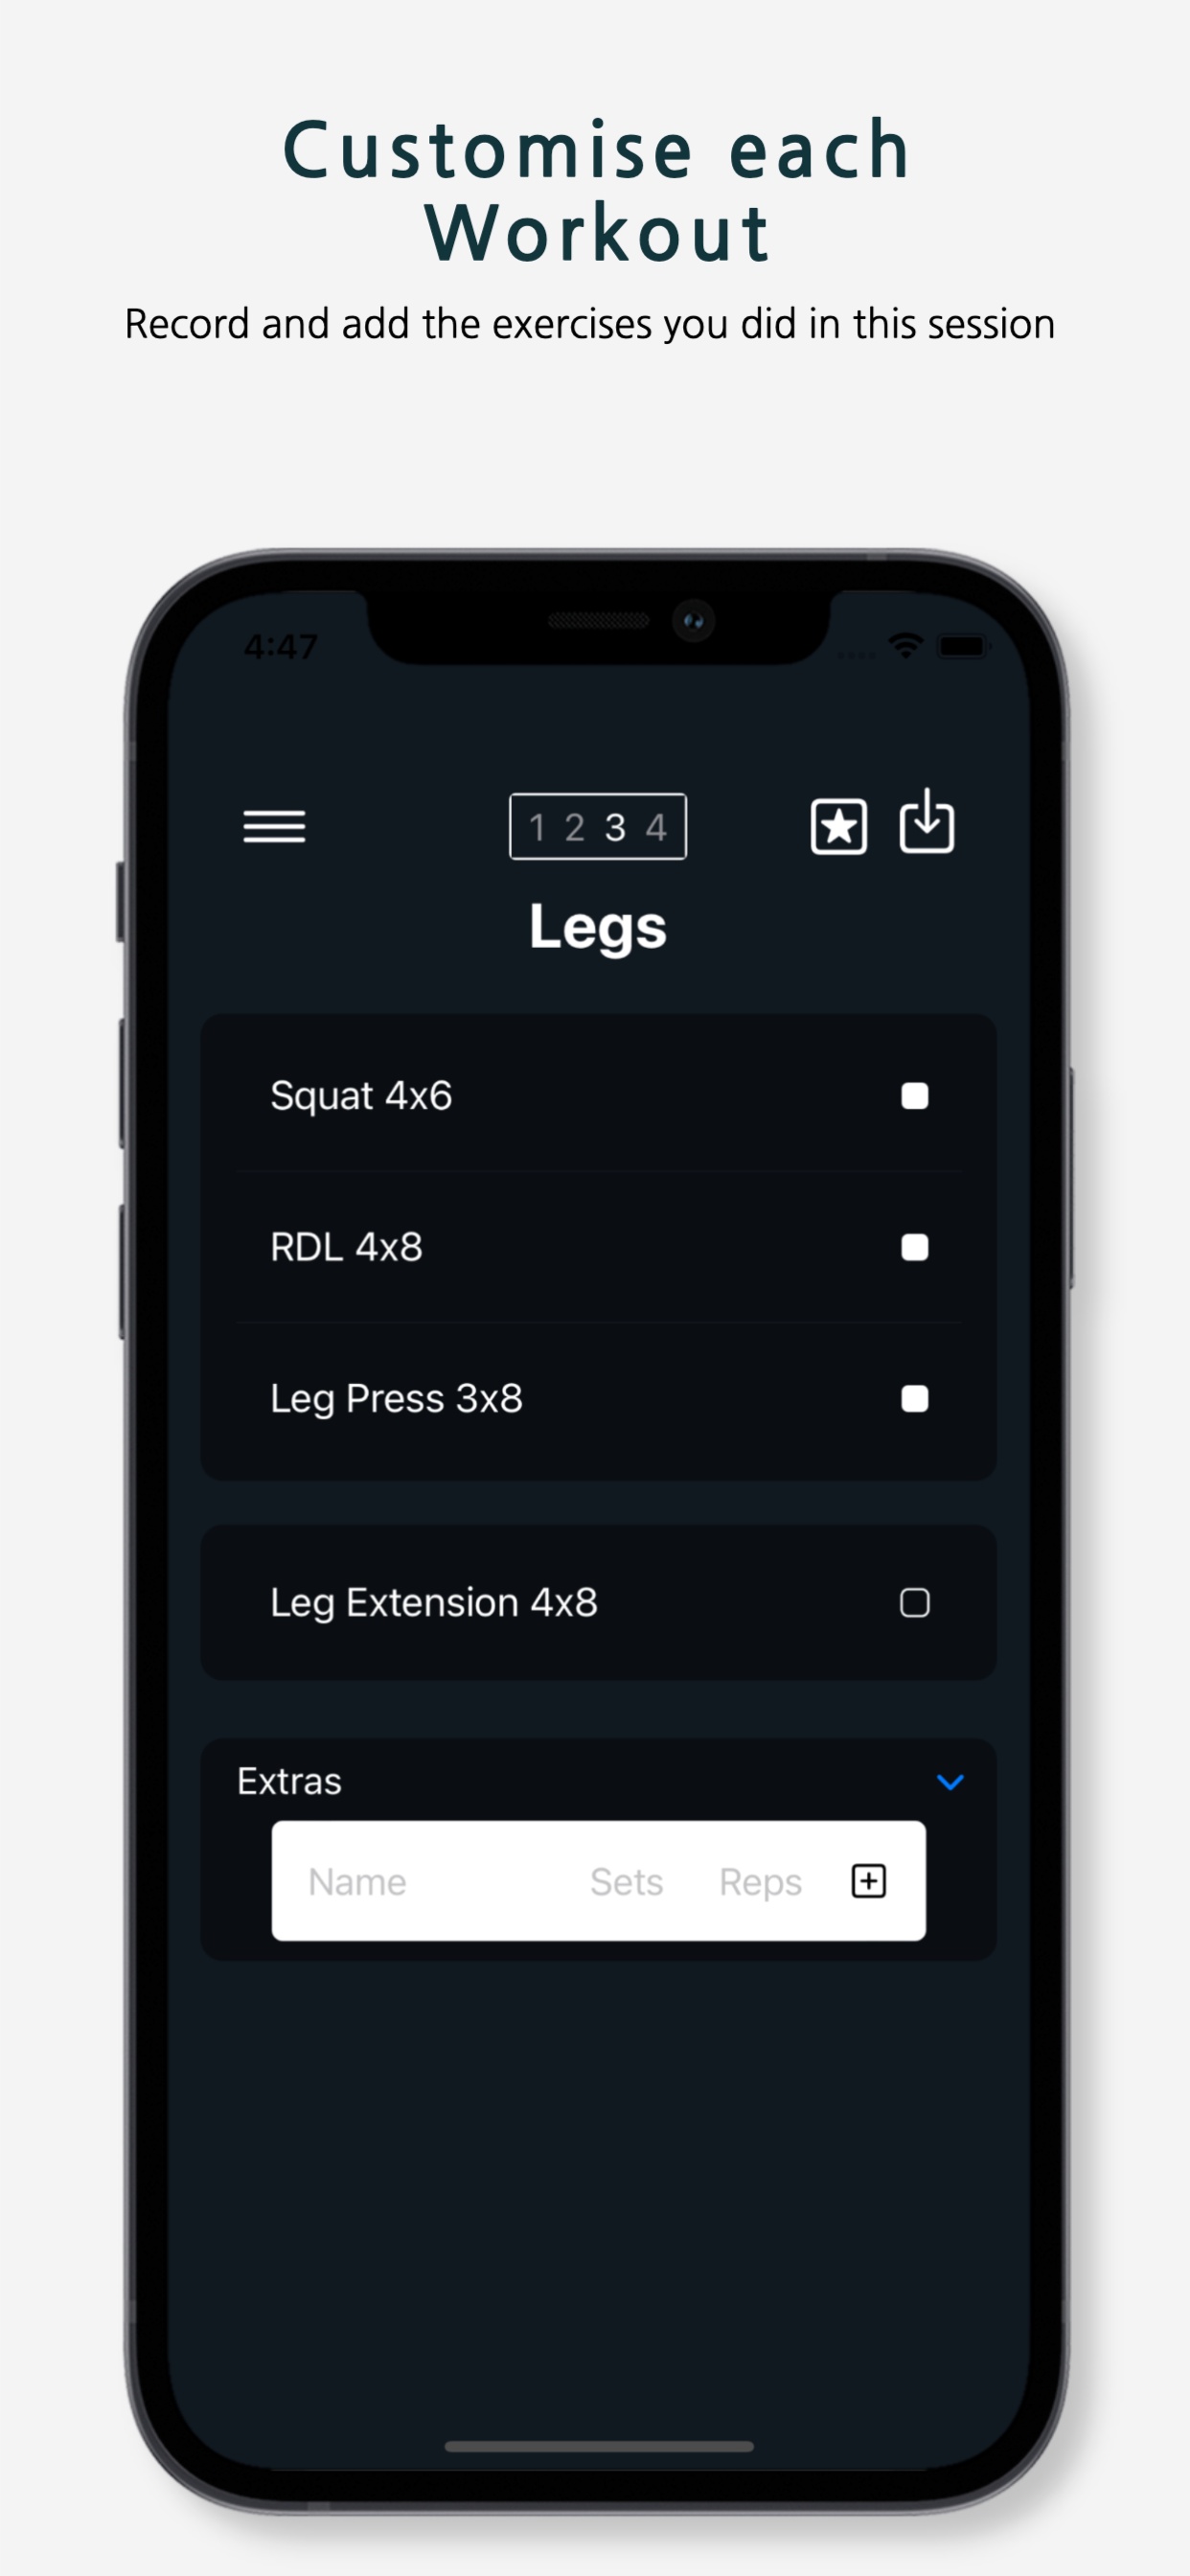 Customise each
Workout
Record and add the exercises you did in this session
4:47
1 2 3 4
Legs
Squat 4x6
RDL 4x8
Leg Press 3x8
Leg Extension 4x8
Extras
Name Sets Reps